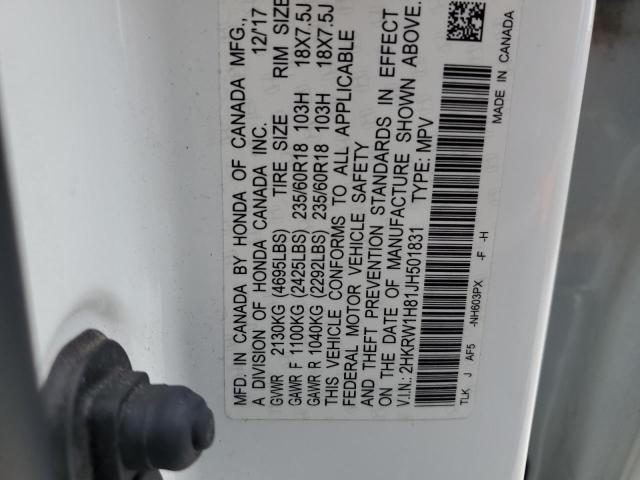 MFD. IN CANADA BY HONDA OF CANADA MFG.,
A DIVISION OF HONDA CANADA INC. 12/17
GVWR 2130KG (4695LBS) TIRE SIZE RIM SIZE
GAWR F 1100KG (2425LBS) 235/60R18 103H 18X7.5J
GAWR R 1040KG (2292LBS) 235/60R18 103H 18X7.5J
THIS VEHICLE CONFORMS TO ALL APPLICABLE
FEDERAL MOTOR VEHICLE SAFETY
AND THEFT PREVENTION STANDARDS IN EFFECT
ON THE DATE OF MANUFACTURE SHOWN ABOVE.
V.I.N.: 2HKRW1H81JH501831 TYPE: MPV
TLK J AF5 -NH603PX -F -H MADE IN CANADA